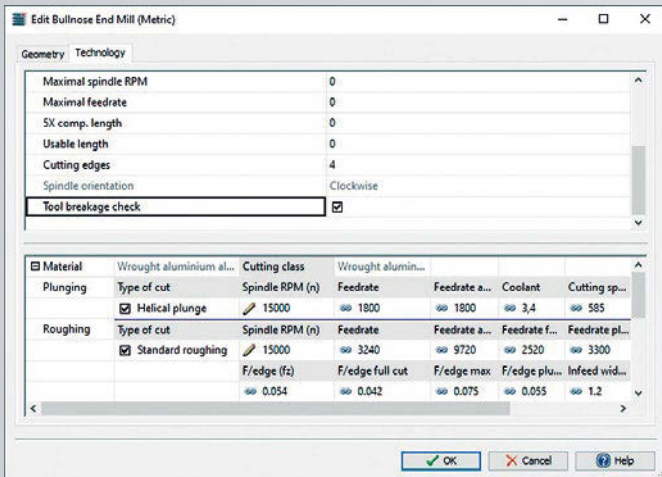 Edit Bullnose End Mill (Metric)
Geometry Technology
Maximal spindle RPM 0
Maximal feedrate 0
5X comp. length 0
Usable length 0
Cutting edges 4
Spindle orientation Clockwise
Tool breakage check
Material Wrought aluminium al... Cutting class Wrought alumin...
Plunging Type of cut Spindle RPM (n) Feedrate Feedrate a... Coolant Cutting sp...
Helical plunge 15000 1800 1800 3,4 585
Roughing Type of cut Spindle RPM (n) Feedrate Feedrate a... Feedrate f... Feedrate pl...
Standard roughing 15000 3240 9720 2520 3300
F/edge (fz) F/edge full cut F/edge max F/edge plu... Infeed wid...
0.054 0.042 0.075 0.055 1.2
OK Cancel Help